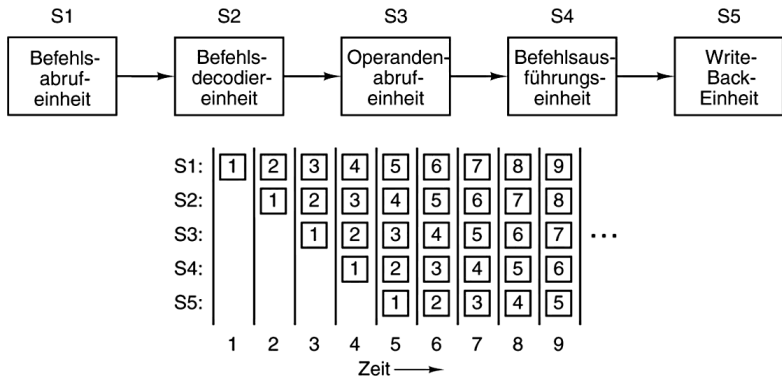 S1 S2 S3 S4 S5
Befehls-
abruf-
einheit
Befehls-
decodier-
einheit
Operanden-
abruf-
einheit
Befehlsaus-
führungs-
einheit
Write-
Back-
Einheit
S1: 1 2 3 4 5 6 7 8 9
S2: 1 2 3 4 5 6 7 8
S3: 1 2 3 4 5 6 7 ...
S4: 1 2 3 4 5 6
S5: 1 2 3 4 5
1 2 3 4 5 6 7 8 9
Zeit